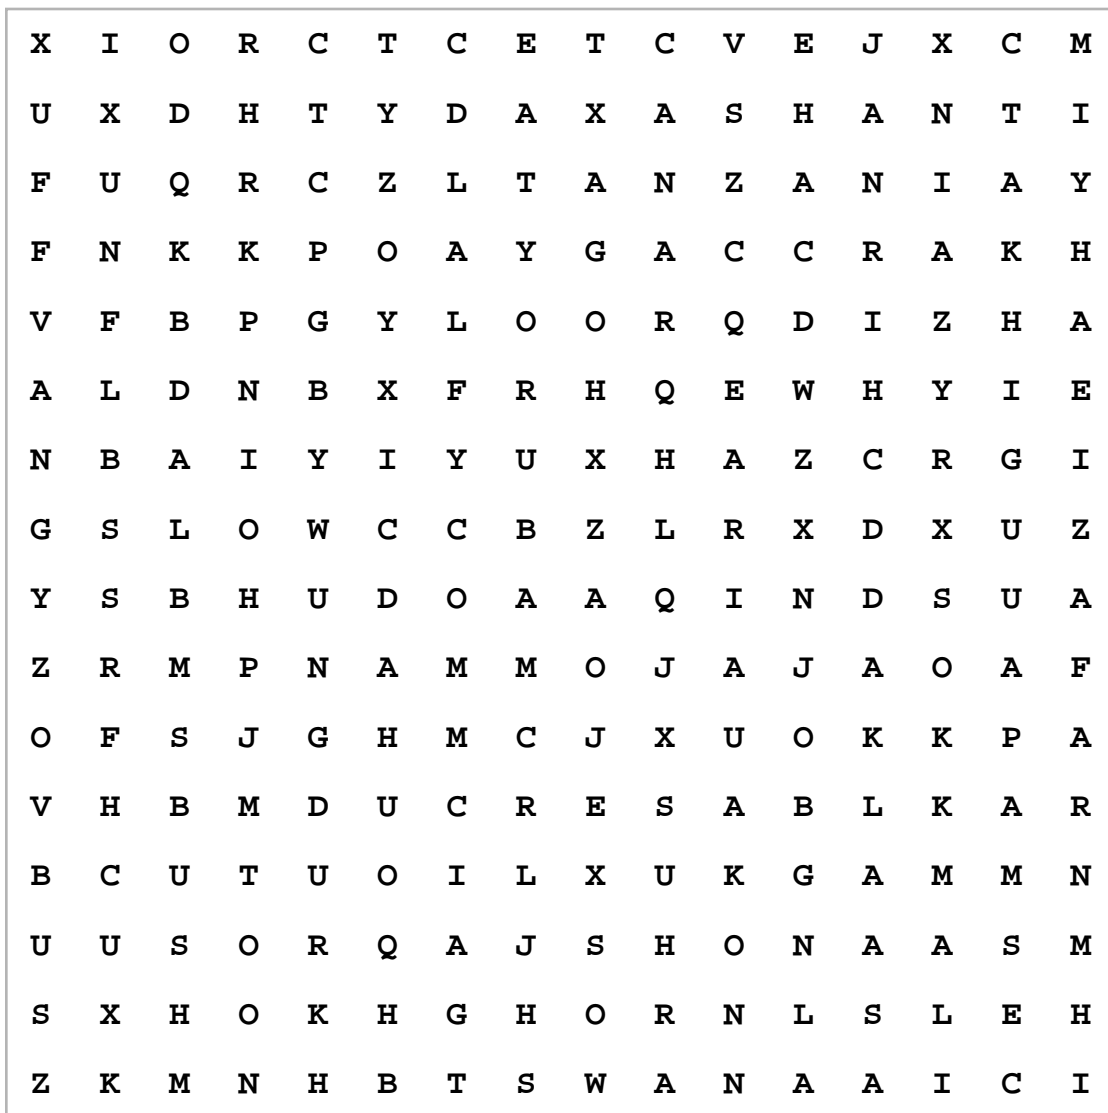 X I O R C T C E T C V E J X C M
U X D H T Y D A X A S H A N T I
F U Q R C Z L T A N Z A N I A Y
F N K K P O A Y G A C C R A K H
V F B P G Y L O O R Q D I Z H A
A L D N B X F R H Q E W H Y I E
N B A I Y I Y U X H A Z C R G I
G S L O W C C B Z L R X D X U Z
Y S B H U D O A A Q I N D S U A
Z R M P N A M M O J A J A O A F
O F S J G H M C J X U O K K P A
V H B M D U C R E S A B L K A R
B C U T U O I L X U K G A M M N
U U S O R Q A J S H O N A A S M
S X H O K H G H O R N L S L E H
Z K M N H B T S W A N A A I C I